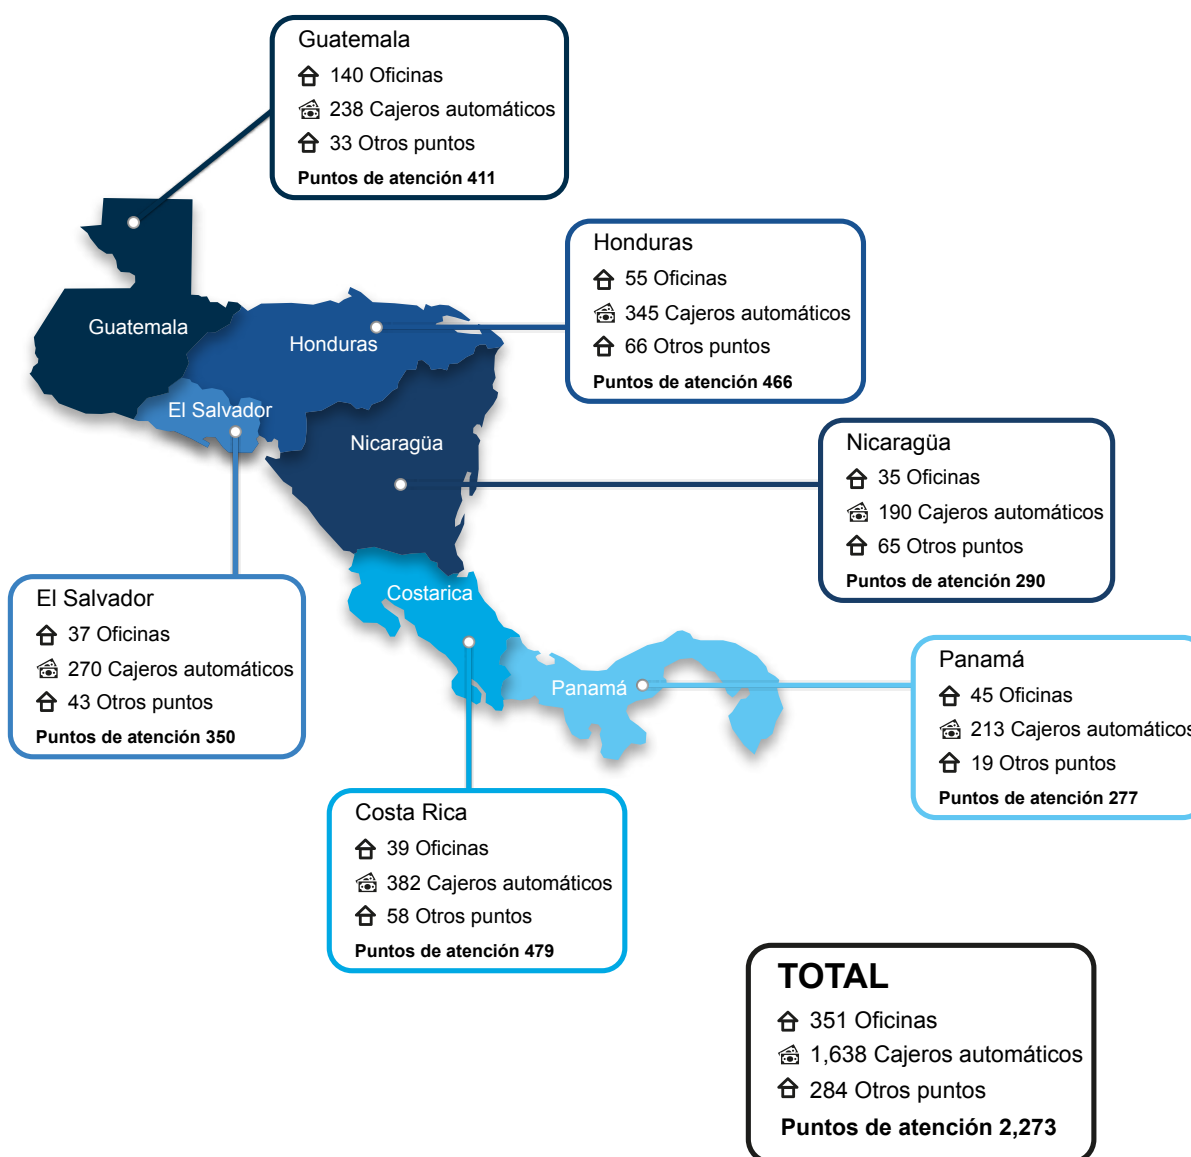 Guatemala
140 Oficinas
238 Cajeros automáticos
33 Otros puntos
Puntos de atención 411
Honduras
55 Oficinas
345 Cajeros automáticos
66 Otros puntos
Puntos de atención 466
Guatemala
Honduras
El Salvador
Nicaragüa
Nicaragüa
35 Oficinas
190 Cajeros automáticos
65 Otros puntos
Puntos de atención 290
El Salvador
37 Oficinas
270 Cajeros automáticos
43 Otros puntos
Puntos de atención 350
Costarica
Panamá
Panamá
45 Oficinas
213 Cajeros automáticos
19 Otros puntos
Puntos de atención 277
Costa Rica
39 Oficinas
382 Cajeros automáticos
58 Otros puntos
Puntos de atención 479
TOTAL
351 Oficinas
1,638 Cajeros automáticos
284 Otros puntos
Puntos de atención 2,273